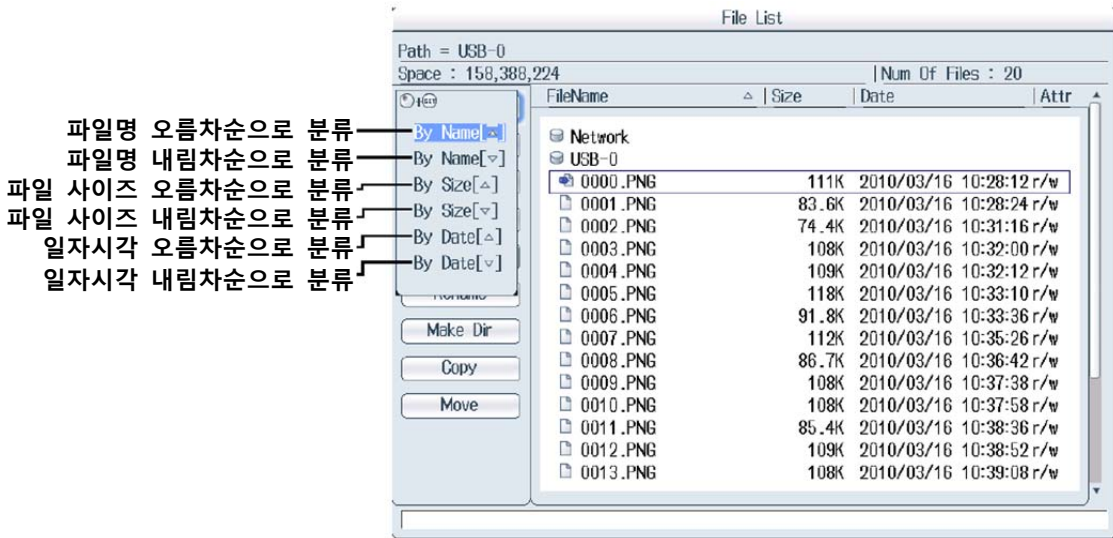 File List
Path = USB-0
Space : 158,388,224 Num Of Files : 20
FileName △ Size Date Attr
파일명 오름차순으로 분류 By Name[△]
파일명 내림차순으로 분류 By Name[▽]
파일 사이즈 오름차순으로 분류 By Size[△]
파일 사이즈 내림차순으로 분류 By Size[▽]
일자시각 오름차순으로 분류 By Date[△]
일자시각 내림차순으로 분류 By Date[▽]
Make Dir
Copy
Move
Network
USB-0
0000.PNG 111K 2010/03/16 10:28:12 r/w
0001.PNG 83.6K 2010/03/16 10:28:24 r/w
0002.PNG 74.4K 2010/03/16 10:31:16 r/w
0003.PNG 108K 2010/03/16 10:32:00 r/w
0004.PNG 109K 2010/03/16 10:32:12 r/w
0005.PNG 118K 2010/03/16 10:33:10 r/w
0006.PNG 91.8K 2010/03/16 10:33:36 r/w
0007.PNG 112K 2010/03/16 10:35:26 r/w
0008.PNG 86.7K 2010/03/16 10:36:42 r/w
0009.PNG 108K 2010/03/16 10:37:38 r/w
0010.PNG 108K 2010/03/16 10:37:58 r/w
0011.PNG 85.4K 2010/03/16 10:38:36 r/w
0012.PNG 109K 2010/03/16 10:38:52 r/w
0013.PNG 108K 2010/03/16 10:39:08 r/w